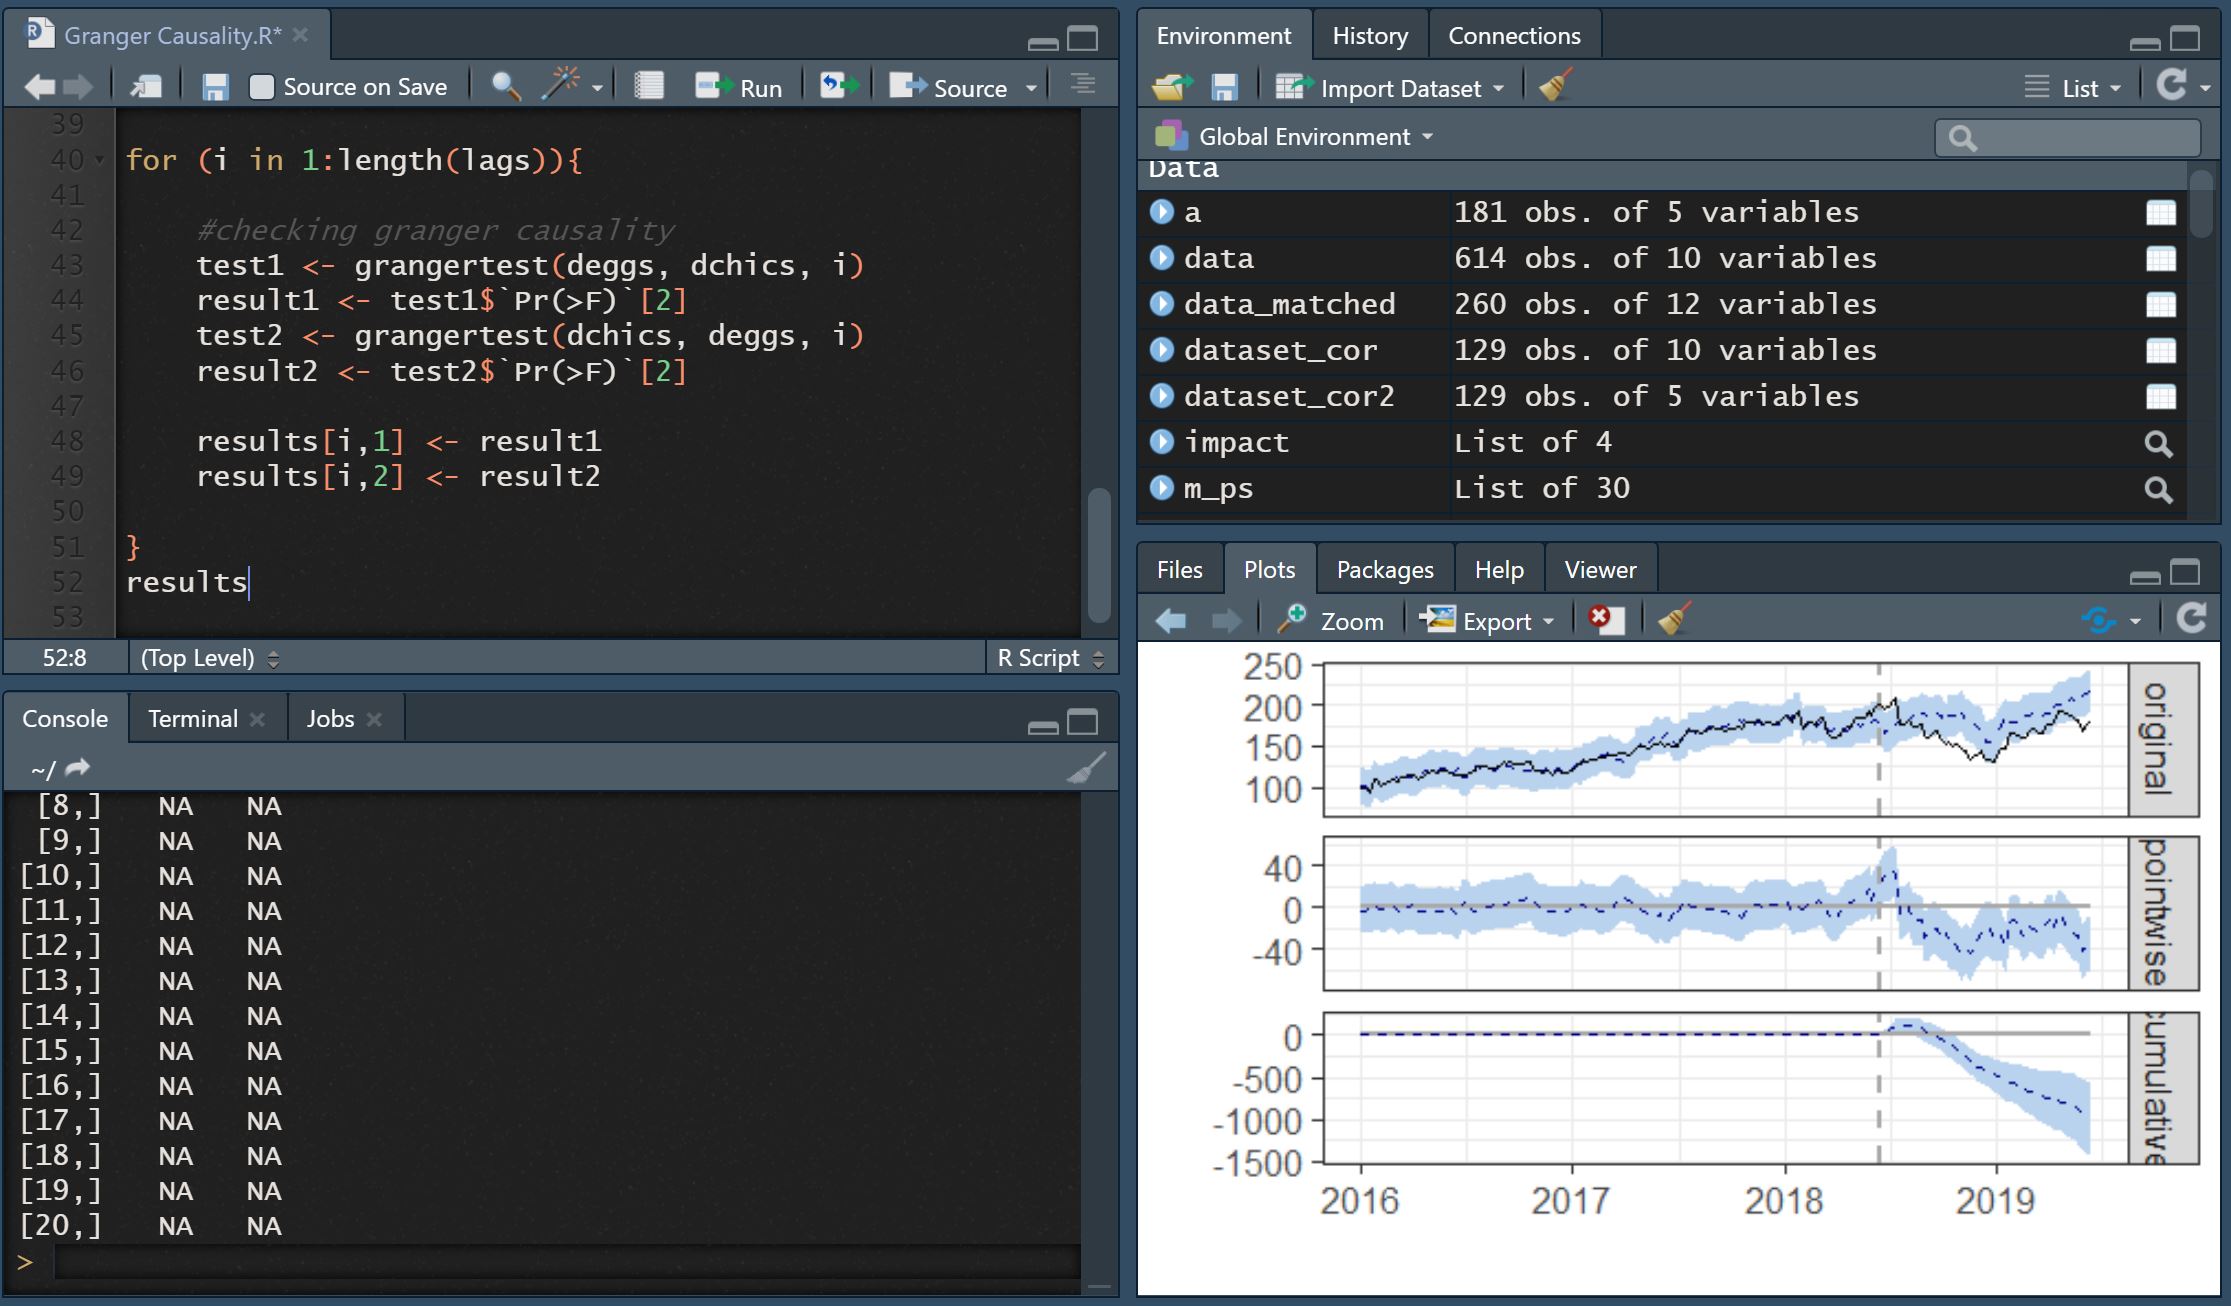 Granger Causality.R*
Source on Save
Run
Source
39
40 for (i in 1:length(lags)){
41
42 #checking granger causality
43 test1 <- grangertest(deggs, dchics, i)
44 result1 <- test1$`Pr(>F)`[2]
45 test2 <- grangertest(dchics, deggs, i)
46 result2 <- test2$`Pr(>F)`[2]
47
48 results[i,1] <- result1
49 results[i,2] <- result2
50
51 }
52 results
53
52:8 (Top Level) R Script
Console Terminal Jobs
~/
[8,] NA NA
[9,] NA NA
[10,] NA NA
[11,] NA NA
[12,] NA NA
[13,] NA NA
[14,] NA NA
[15,] NA NA
[16,] NA NA
[17,] NA NA
[18,] NA NA
[19,] NA NA
[20,] NA NA
>
Environment History Connections
Import Dataset List
Global Environment
Data
a 181 obs. of 5 variables
data 614 obs. of 10 variables
data_matched 260 obs. of 12 variables
dataset_cor 129 obs. of 10 variables
dataset_cor2 129 obs. of 5 variables
impact List of 4
m_ps List of 30
Files Plots Packages Help Viewer
Zoom Export
250
200
150
100
original
40
0
-40
pointwise
0
-500
-1000
-1500
cumulative
2016 2017 2018 2019